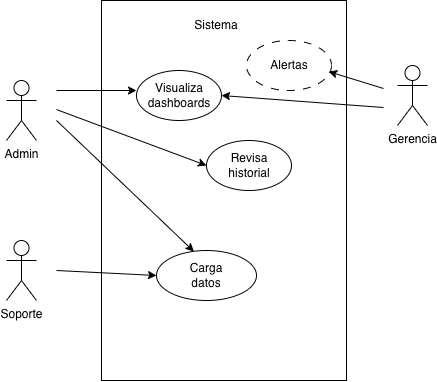 Sistema
Alertas
Visualiza
dashboards
Gerencia
Admin
Revisa
historial
Carga
datos
Soporte